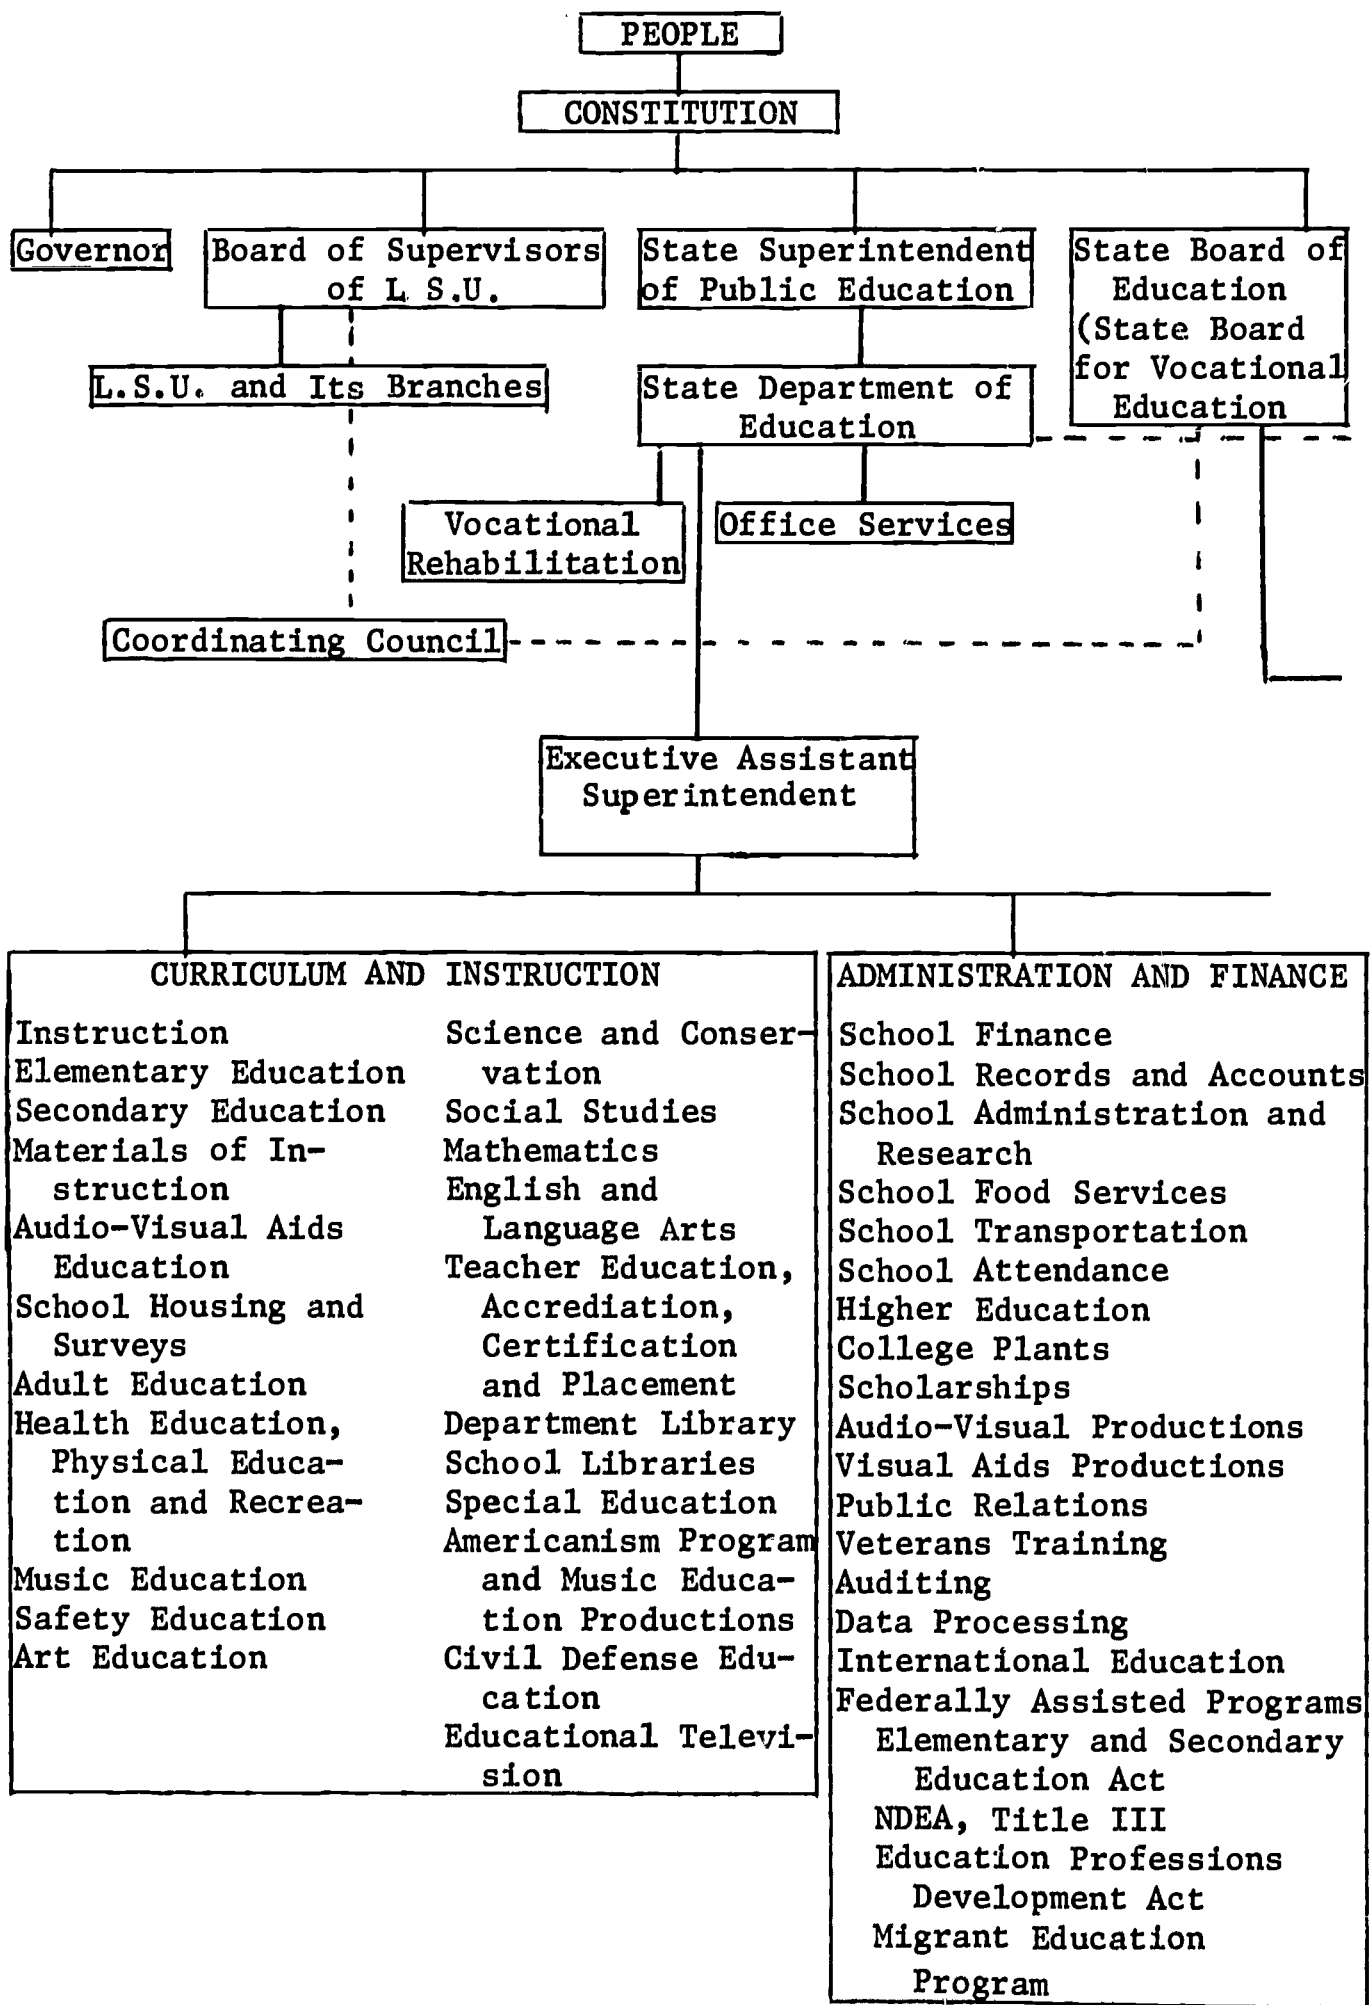 PEOPLE
CONSTITUTION
Governor
Board of Supervisors
of L S.U.
State Superintendent
of Public Education
State Board of
Education
(State Board
for Vocational
Education
L.S.U. and Its Branches
State Department of
Education
Vocational
Rehabilitation
Office Services
Coordinating Council
Executive Assistant
Superintendent
CURRICULUM AND INSTRUCTION
Instruction
Elementary Education
Secondary Education
Materials of In-
struction
Audio-Visual Aids
Education
School Housing and
Surveys
Adult Education
Health Education,
Physical Educa-
tion and Recrea-
tion
Music Education
Safety Education
Art Education
Science and Conser-
vation
Social Studies
Mathematics
English and
Language Arts
Teacher Education,
Accrediation,
Certification
and Placement
Department Library
School Libraries
Special Education
Americanism Program
and Music Educa-
tion Productions
Civil Defense Edu-
cation
Educational Televi-
sion
ADMINISTRATION AND FINANCE
School Finance
School Records and Accounts
School Administration and
Research
School Food Services
School Transportation
School Attendance
Higher Education
College Plants
Scholarships
Audio-Visual Productions
Visual Aids Productions
Public Relations
Veterans Training
Auditing
Data Processing
International Education
Federally Assisted Programs
Elementary and Secondary
Education Act
NDEA, Title III
Education Professions
Development Act
Migrant Education
Program